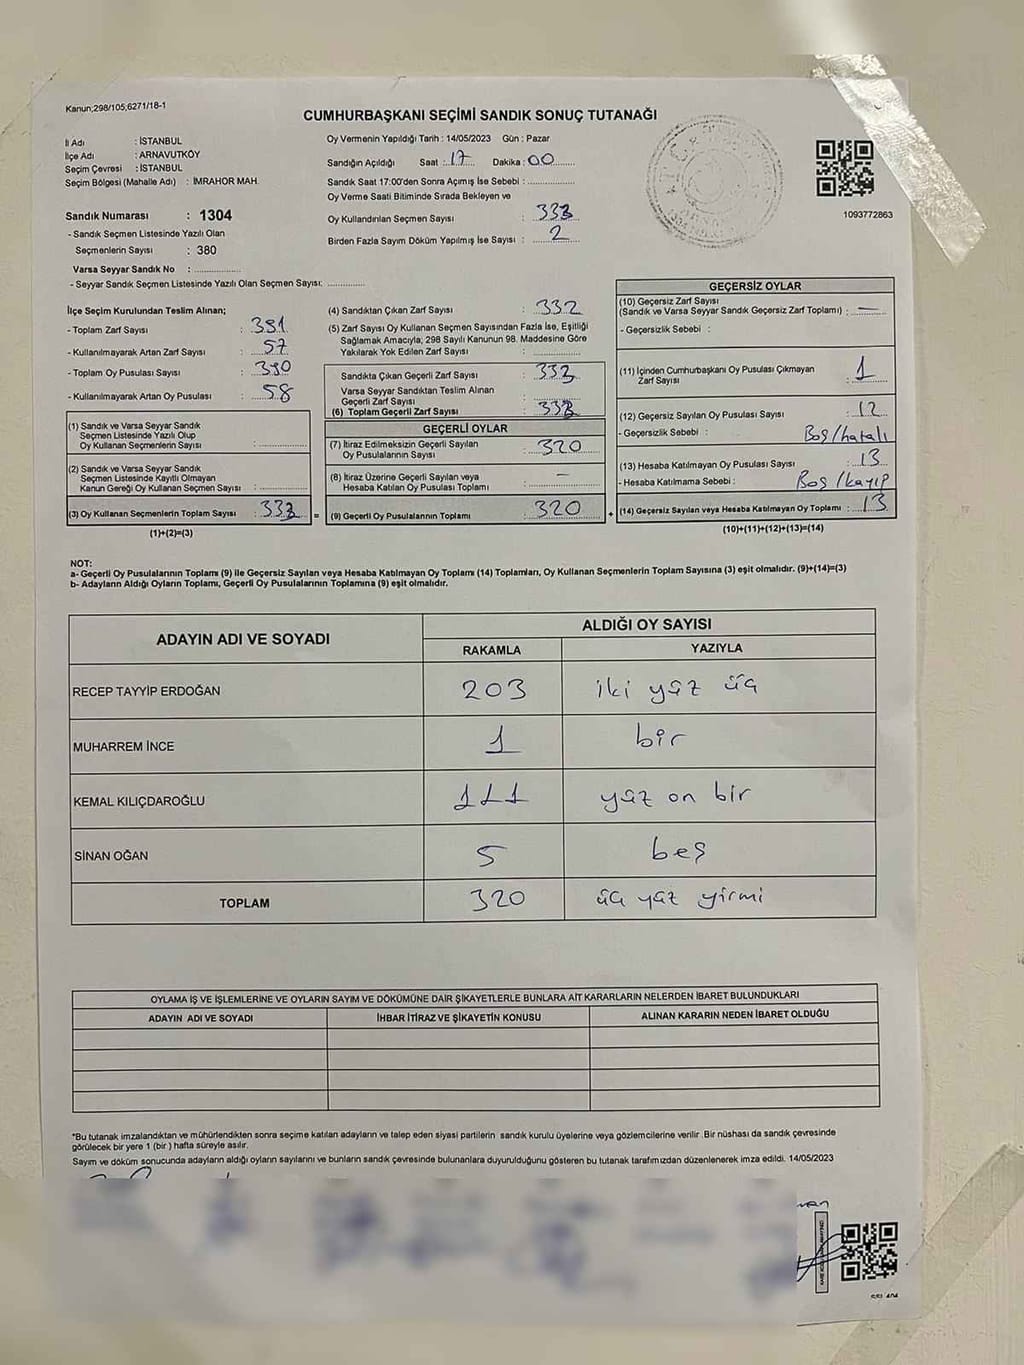 Kanun;298/105,6271/18-1
CUMHURBAŞKANI SEÇİMİ SANDIK SONUÇ TUTANAĞI
İl Adı : İSTANBUL
İlçe Adı : ARNAVUTKÖY
Seçim Çevresi : İSTANBUL
Seçim Bölgesi (Mahalle Adı) : İMRAHOR MAH.
Sandık Numarası : 1304
- Sandık Seçmen Listesinde Yazılı Olan
Seçmenlerin Sayısı : 380
Varsa Seyyar Sandık No :
- Seyyar Sandık Seçmen Listesinde Yazılı Olan Seçmen Sayısı:
Oy Vermenin Yapıldığı Tarih : 14/05/2023 Gün : Pazar
Sandığın Açıldığı Saat : 17 Dakika : 00
Sandık Saat 17:00'den Sonra Açımış İse Sebebi :
Oy Verme Saati Bitiminde Sırada Bekleyen ve
Oy Kullandırılan Seçmen Sayısı : 333
Birden Fazla Sayım Döküm Yapılmış İse Sayısı : 2
1093772863
İlçe Seçim Kurulundan Teslim Alınan;
- Toplam Zarf Sayısı : 391
- Kullanılmayarak Artan Zarf Sayısı : 57
- Toplam Oy Pusulası Sayısı : 390
- Kullanılmayarak Artan Oy Pusulası : 58
(1) Sandık ve Varsa Seyyar Sandık
Seçmen Listesinde Yazılı Olup
Oy Kullanan Seçmenlerin Sayısı :
(2) Sandık ve Varsa Seyyar Sandık
Seçmen Listesinde Kayıtlı Olmayan
Kanun Gereği Oy Kullanan Seçmen Sayısı :
(3) Oy Kullanan Seçmenlerin Toplam Sayısı : 333 =
(1)+(2)=(3)
(4) Sandıktan Çıkan Zarf Sayısı : 332
(5) Zarf Sayısı Oy Kullanan Seçmen Sayısından Fazla İse, Eşitliği
Sağlamak Amacıyla, 298 Sayılı Kanunun 98. Maddesine Göre
Yakılarak Yok Edilen Zarf Sayısı :
Sandıkta Çıkan Geçerli Zarf Sayısı : 333
Varsa Seyyar Sandıktan Teslim Alınan
Geçerli Zarf Sayısı :
(6) Toplam Geçerli Zarf Sayısı : 333
GEÇERLİ OYLAR
(7) İtiraz Edilmeksizin Geçerli Sayılan
Oy Pusulalarının Sayısı : 320
(8) İtiraz Üzerine Geçerli Sayılan veya
Hesaba Katılan Oy Pusulası Toplamı : —
(9) Geçerli Oy Pusulalarının Toplamı : 320 +
GEÇERSİZ OYLAR
(10) Geçersiz Zarf Sayısı
(Sandık ve Varsa Seyyar Sandık Geçersiz Zarf Toplamı) : —
- Geçersizlik Sebebi :
(11) İçinden Cumhurbaşkanı Oy Pusulası Çıkmayan
Zarf Sayısı : 1
(12) Geçersiz Sayılan Oy Pusulası Sayısı : 12
- Geçersizlik Sebebi : Boş/hatalı
(13) Hesaba Katılmayan Oy Pusulası Sayısı : 13
- Hesaba Katılmama Sebebi : Boş/kayıp
(14) Geçersiz Sayılan veya Hesaba Katılmayan Oy Toplamı : 13
(10)+(11)+(12)+(13)=(14)
NOT:
a- Geçerli Oy Pusulalarının Toplamı (9) ile Geçersiz Sayılan veya Hesaba Katılmayan Oy Toplamı (14) Toplamları, Oy Kullanan Seçmenlerin Toplam Sayısına (3) eşit olmalıdır. (9)+(14)=(3)
b- Adayların Aldığı Oyların Toplamı, Geçerli Oy Pusulalarının Toplamına (9) eşit olmalıdır.
ADAYIN ADI VE SOYADI ALDIĞI OY SAYISI
RAKAMLA YAZIYLA
RECEP TAYYİP ERDOĞAN 203 iki yüz üç
MUHARREM İNCE 1 bir
KEMAL KILIÇDAROĞLU 111 yüz on bir
SİNAN OĞAN 5 beş
TOPLAM 320 üç yüz yirmi
OYLAMA İŞ VE İŞLEMLERİNE VE OYLARIN SAYIM VE DÖKÜMÜNE DAİR ŞİKAYETLERLE BUNLARA AİT KARARLARIN NELERDEN İBARET BULUNDUKLARI
ADAYIN ADI VE SOYADI İHBAR İTİRAZ VE ŞİKAYETİN KONUSU ALINAN KARARIN NEDEN İBARET OLDUĞU
*Bu tutanak imzalandıktan ve mühürlendikten sonra seçime katılan adayların ve talep eden siyasi partilerin sandık kurulu üyelerine veya gözlemcilerine verilir .Bir nüshası da sandık çevresinde
görülecek bir yere 1 (bir ) hafta süreyle asılır.
Sayım ve döküm sonucunda adayların aldığı oyların sayılarını ve bunların sandık çevresinde bulunanlara duyurulduğunu gösteren bu tutanak tarafımızdan düzenlenerek imza edildi. 14/05/2023